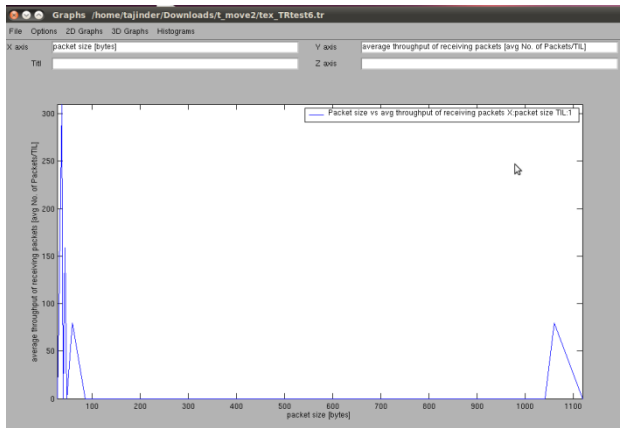 Graphs /home/tajinder/Downloads/t_move2/tex_TRtest6.tr
File Options 2D Graphs 3D Graphs Histograms
X axis packet size [bytes] Y axis average throughput of receiving packets [avg No. of Packets/TIL]
Titl Z axis
Packet size vs avg throughput of receiving packets X:packet size TIL:1
average throughput of receiving packets [avg No. of Packets/TIL]
300
250
200
150
100
50
0
100 200 300 400 500 600 700 800 900 1000 1100
packet size [bytes]